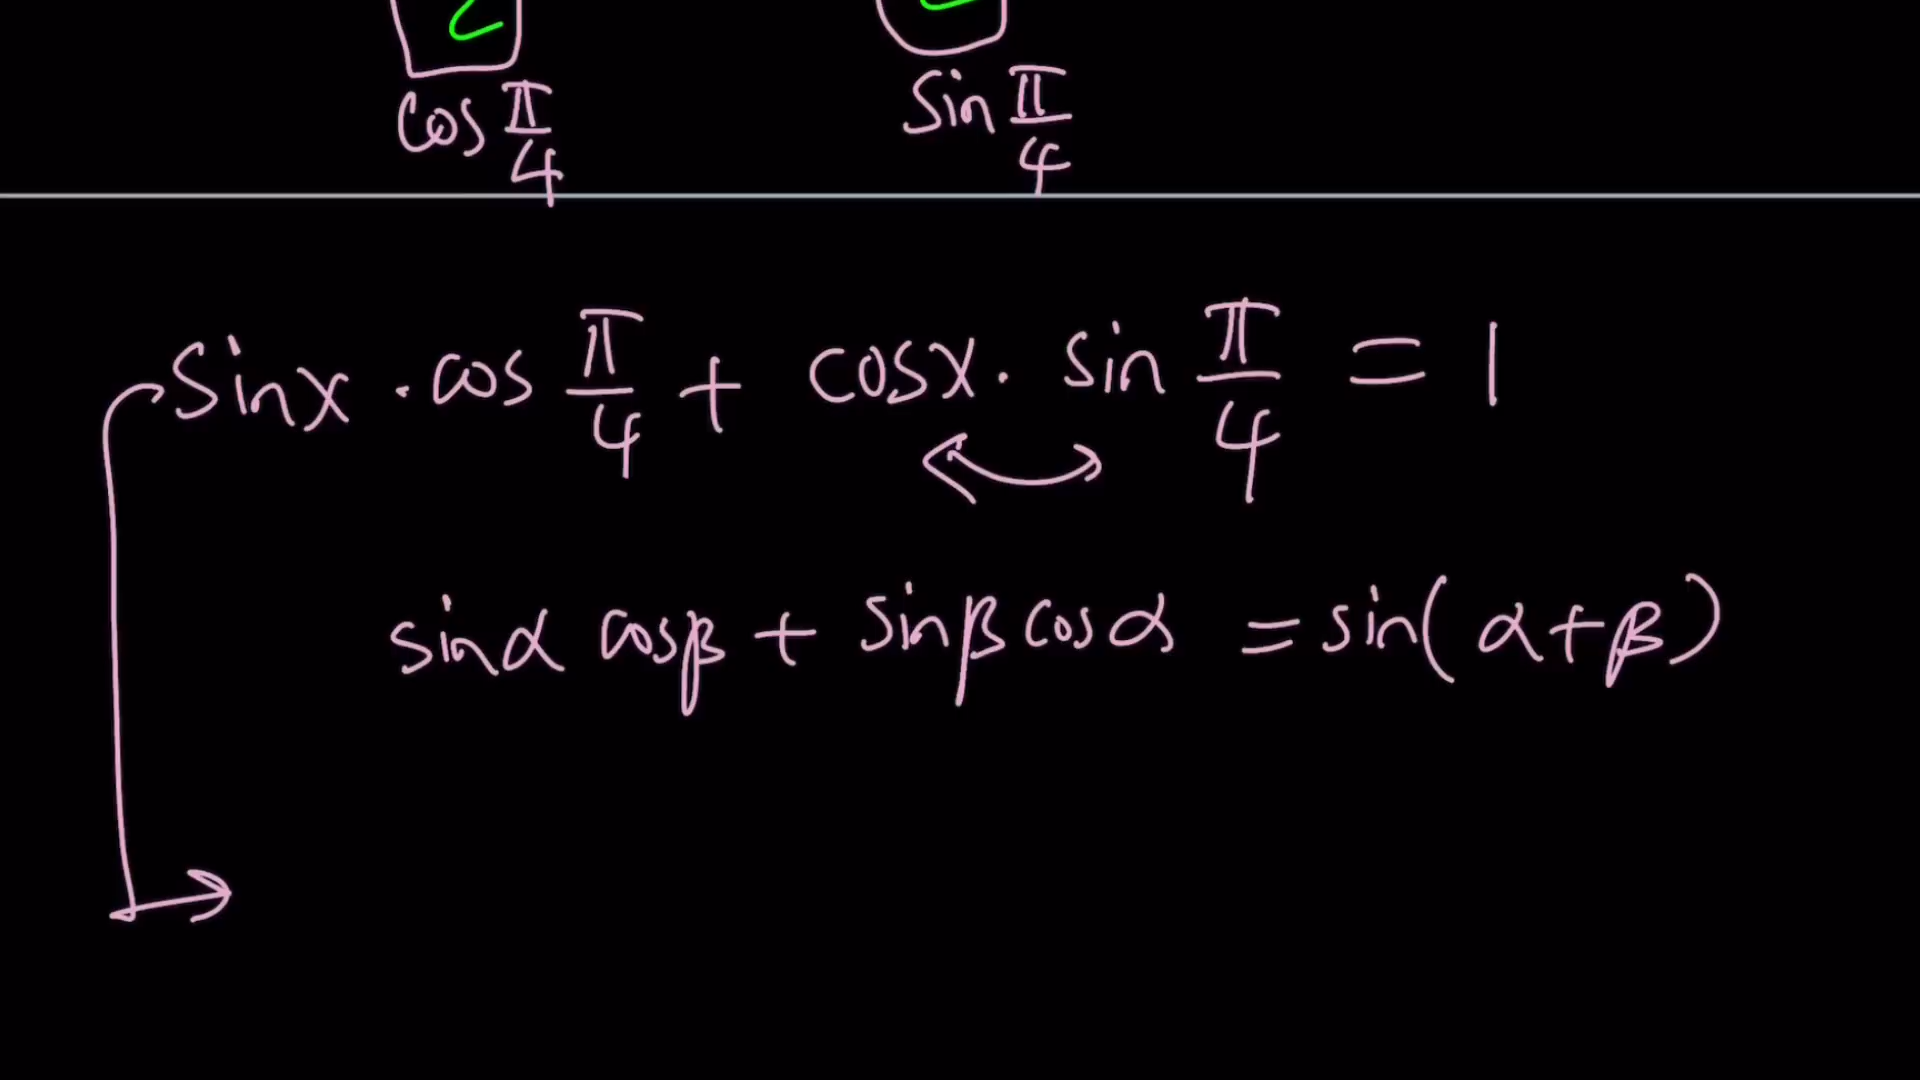 cos π/4 sin π/4
sinx · cos π/4 + cosx · sin π/4 = 1
sinα cosβ + sinβ cosα = sin(α+β)